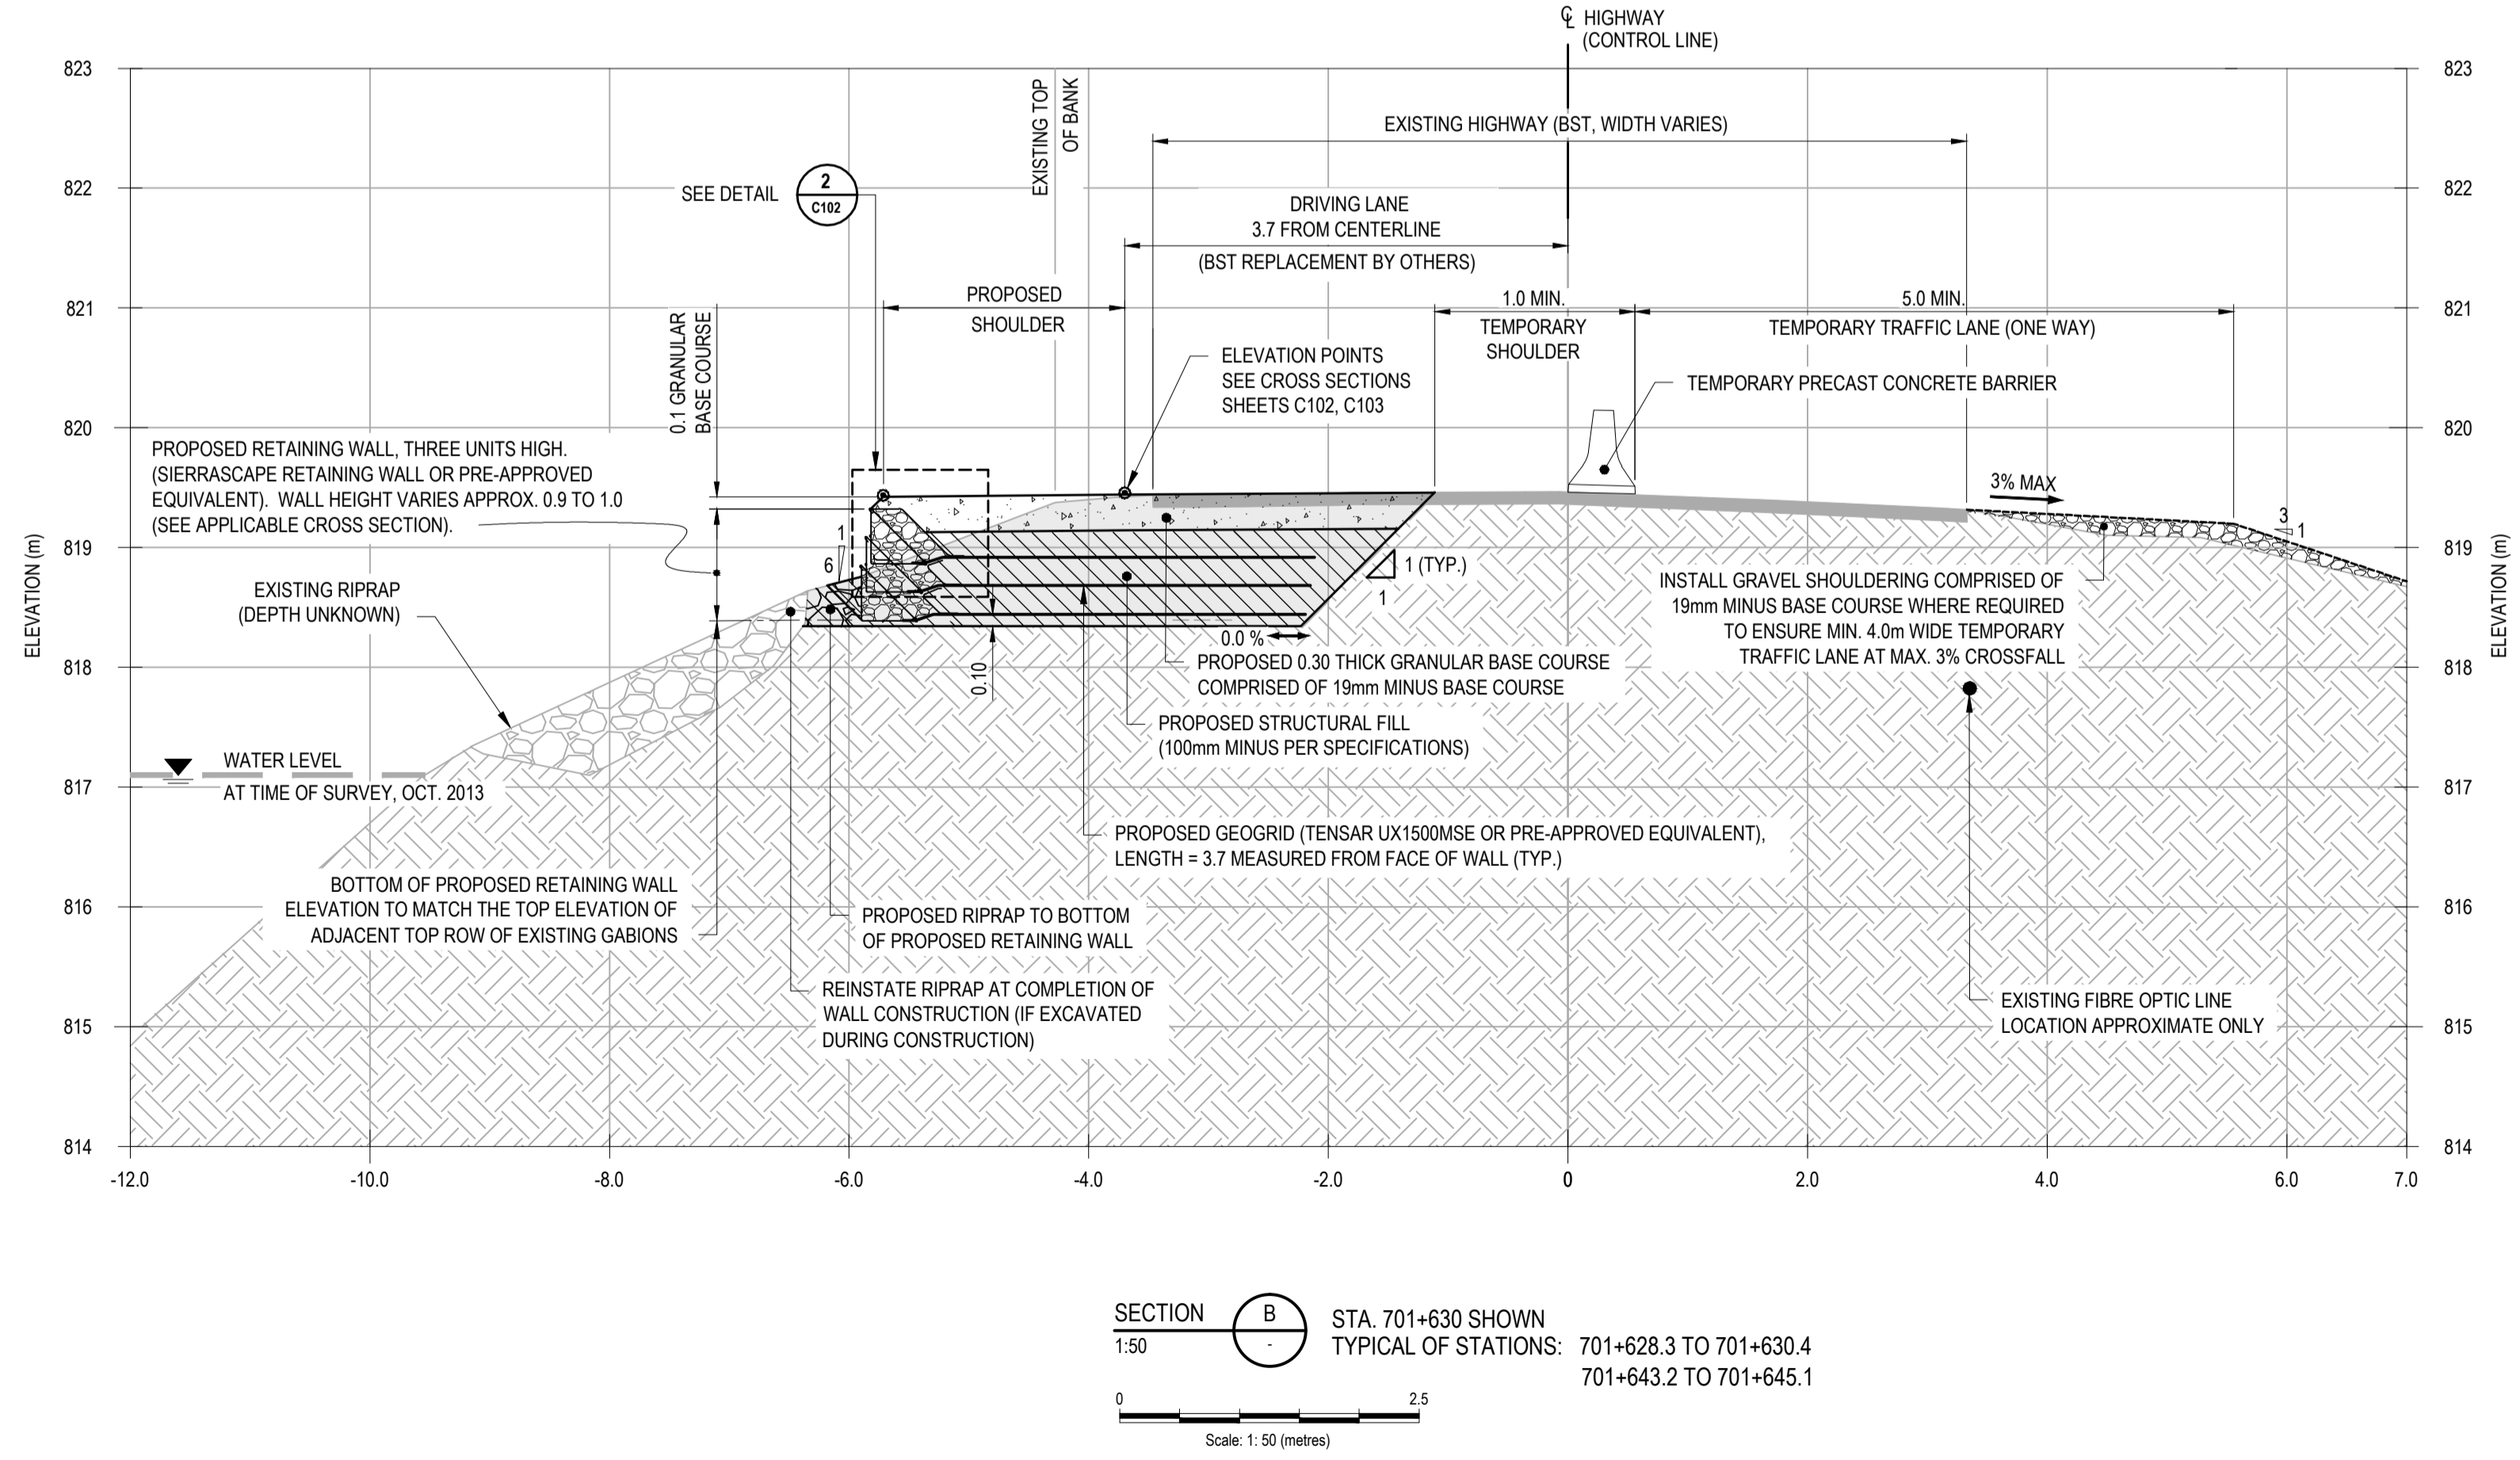 ℄ HIGHWAY
(CONTROL LINE)
823
823
EXISTING TOP
OF BANK
EXISTING HIGHWAY (BST, WIDTH VARIES)
822
822
SEE DETAIL
2
C102
DRIVING LANE
3.7 FROM CENTERLINE
(BST REPLACEMENT BY OTHERS)
821
821
PROPOSED
SHOULDER
1.0 MIN.
TEMPORARY
SHOULDER
5.0 MIN.
TEMPORARY TRAFFIC LANE (ONE WAY)
0.1 GRANULAR
BASE COURSE
ELEVATION POINTS
SEE CROSS SECTIONS
SHEETS C102, C103
TEMPORARY PRECAST CONCRETE BARRIER
820
820
PROPOSED RETAINING WALL, THREE UNITS HIGH.
(SIERRASCAPE RETAINING WALL OR PRE-APPROVED
EQUIVALENT). WALL HEIGHT VARIES APPROX. 0.9 TO 1.0
(SEE APPLICABLE CROSS SECTION).
3% MAX
3
1
1
6
819
819
ELEVATION (m)
ELEVATION (m)
1 (TYP.)
1
EXISTING RIPRAP
(DEPTH UNKNOWN)
INSTALL GRAVEL SHOULDERING COMPRISED OF
19mm MINUS BASE COURSE WHERE REQUIRED
TO ENSURE MIN. 4.0m WIDE TEMPORARY
TRAFFIC LANE AT MAX. 3% CROSSFALL
0.0 %
0.10
818
818
PROPOSED 0.30 THICK GRANULAR BASE COURSE
COMPRISED OF 19mm MINUS BASE COURSE
PROPOSED STRUCTURAL FILL
(100mm MINUS PER SPECIFICATIONS)
WATER LEVEL
AT TIME OF SURVEY, OCT. 2013
817
817
PROPOSED GEOGRID (TENSAR UX1500MSE OR PRE-APPROVED EQUIVALENT),
LENGTH = 3.7 MEASURED FROM FACE OF WALL (TYP.)
BOTTOM OF PROPOSED RETAINING WALL
ELEVATION TO MATCH THE TOP ELEVATION OF
ADJACENT TOP ROW OF EXISTING GABIONS
816
816
PROPOSED RIPRAP TO BOTTOM
OF PROPOSED RETAINING WALL
REINSTATE RIPRAP AT COMPLETION OF
WALL CONSTRUCTION (IF EXCAVATED
DURING CONSTRUCTION)
EXISTING FIBRE OPTIC LINE
LOCATION APPROXIMATE ONLY
815
815
814
814
-12.0
-10.0
-8.0
-6.0
-4.0
-2.0
0
2.0
4.0
6.0
7.0
SECTION
1:50
B
-
STA. 701+630 SHOWN
TYPICAL OF STATIONS: 701+628.3 TO 701+630.4
701+643.2 TO 701+645.1
0
2.5
Scale: 1: 50 (metres)